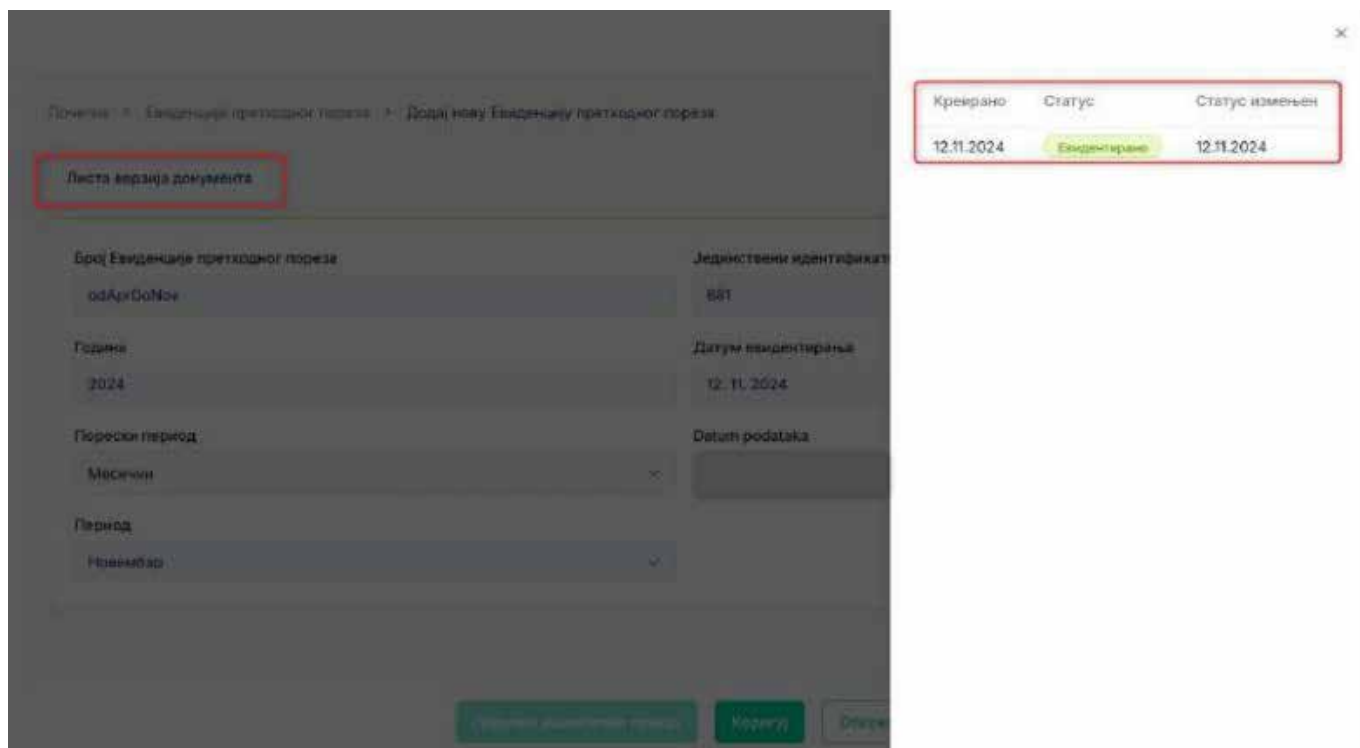 Креирано Статус Статус измењен
12.11.2024 Евидентирано 12.11.2024
Почетна > Евиденције претходног пореза > Додај нову Евиденцију претходног пореза
Листа верзија документа
Број Евиденције претходног пореза
odAprDoNov
Јединствени идентификат
681
Година
2024
Датум евидентирања
12. 11. 2024
Порески период
Месечни
Datum podataka
Период
Новембар
Коригуј